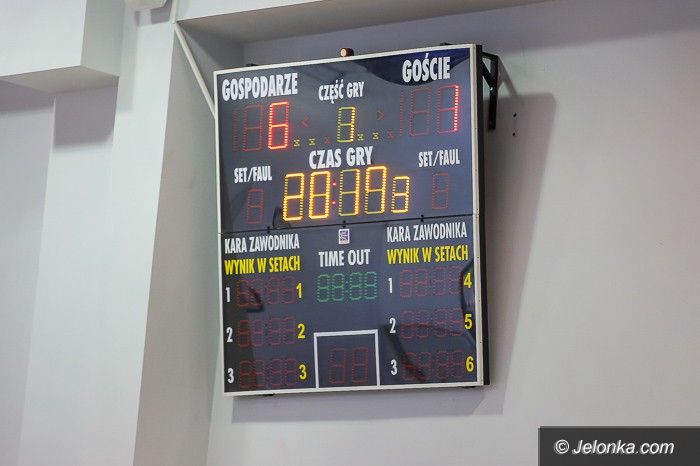 GOSPODARZE CZĘŚĆ GRY GOŚCIE
6 1 1
CZAS GRY
SET/FAUL SET/FAUL
KARA ZAWODNIKA TIME OUT KARA ZAWODNIKA
WYNIK W SETACH WYNIK W SETACH
1 1 1 4
2 2 2 5
3 3 3 6
© Jelonka.com